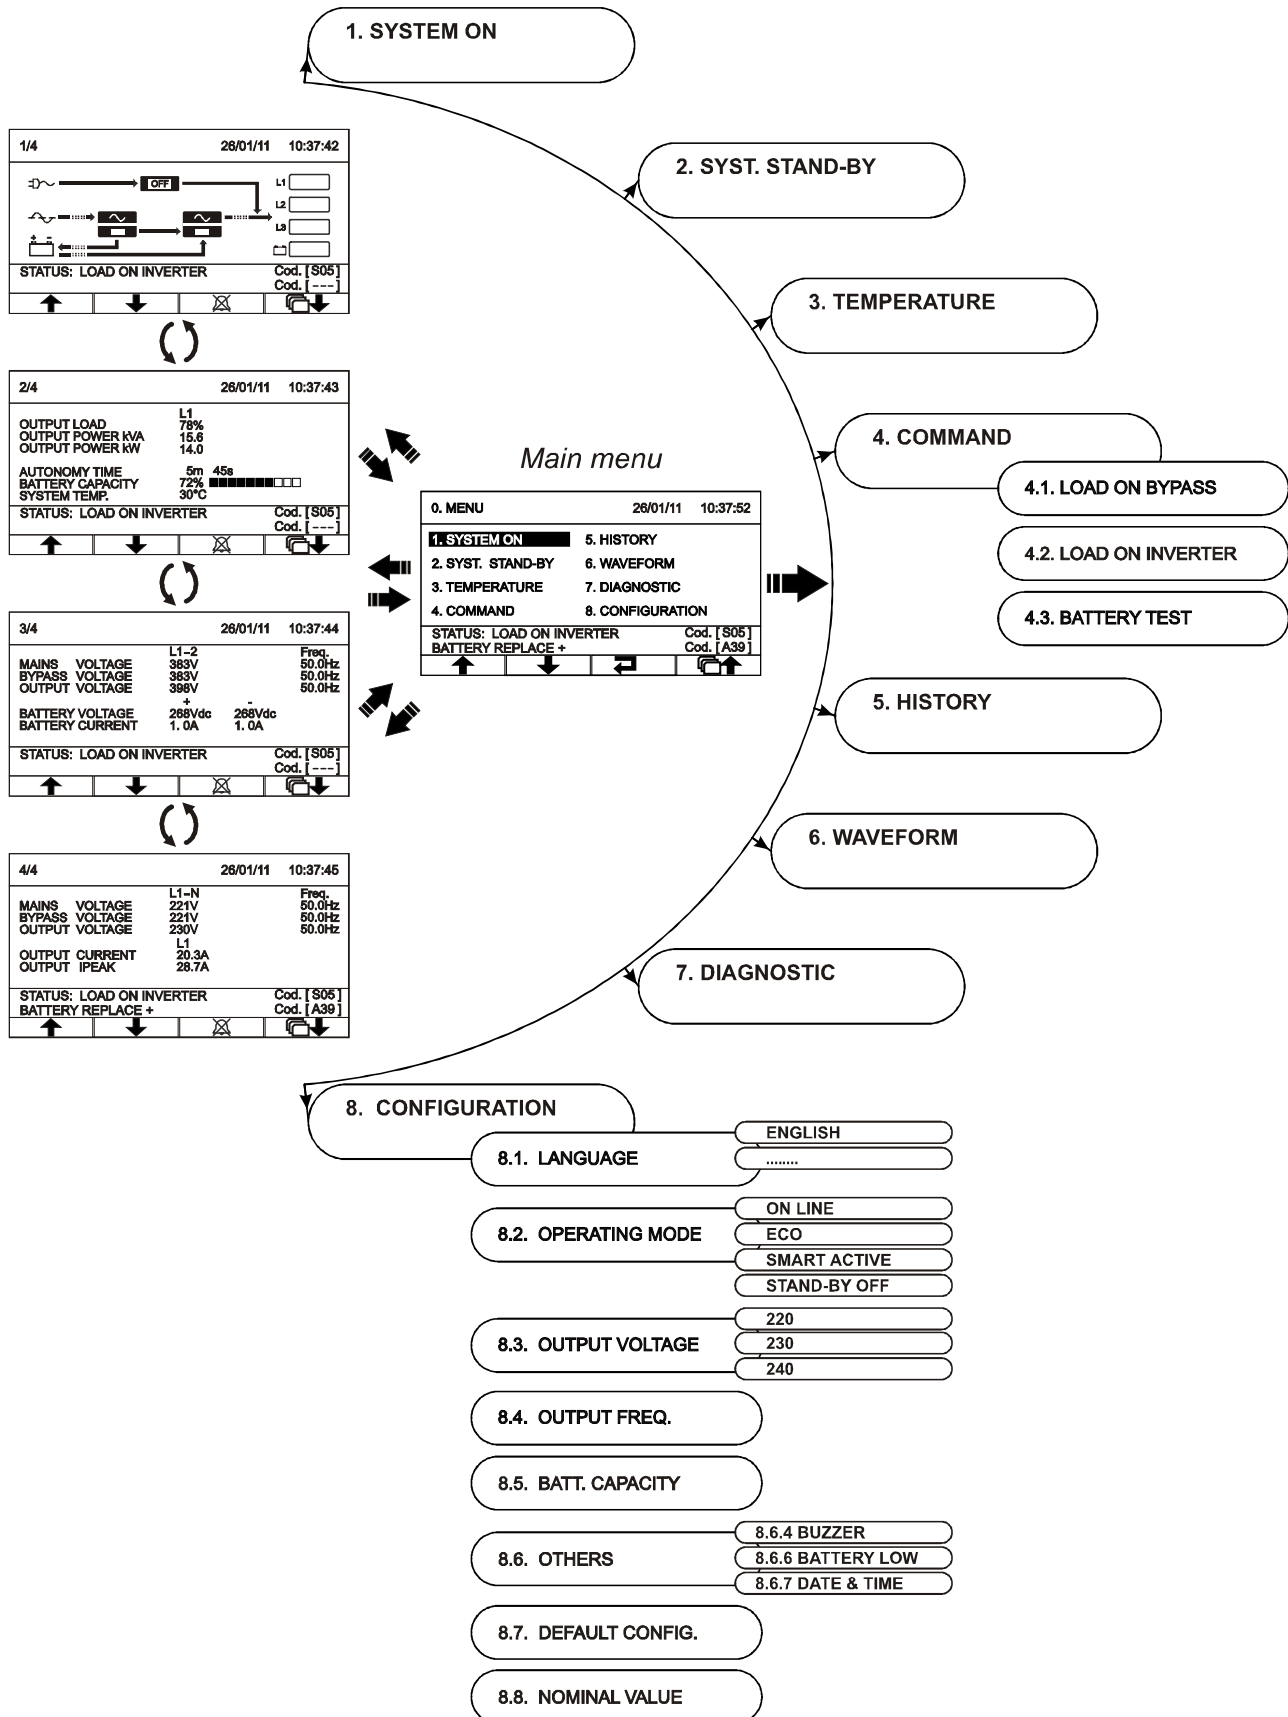 1. SYSTEM ON
2. SYST. STAND-BY
3. TEMPERATURE
4. COMMAND
4.1. LOAD ON BYPASS
4.2. LOAD ON INVERTER
4.3. BATTERY TEST
5. HISTORY
6. WAVEFORM
7. DIAGNOSTIC
1/4 26/01/11 10:37:42
OFF
L1
L2
L3
+ -
STATUS: LOAD ON INVERTER Cod. [S05]
Cod. [---]
2/4 26/01/11 10:37:43
L1
OUTPUT LOAD 78%
OUTPUT POWER kVA 15.6
OUTPUT POWER kW 14.0
AUTONOMY TIME 5m 45s
BATTERY CAPACITY 72%
SYSTEM TEMP. 30°C
STATUS: LOAD ON INVERTER Cod. [S05]
Cod. [---]
3/4 26/01/11 10:37:44
L1-2 Freq.
MAINS VOLTAGE 383V 50.0Hz
BYPASS VOLTAGE 383V 50.0Hz
OUTPUT VOLTAGE 398V 50.0Hz
+ -
BATTERY VOLTAGE 268Vdc 268Vdc
BATTERY CURRENT 1. 0A 1. 0A
STATUS: LOAD ON INVERTER Cod. [S05]
Cod. [---]
4/4 26/01/11 10:37:45
L1-N Freq.
MAINS VOLTAGE 221V 50.0Hz
BYPASS VOLTAGE 221V 50.0Hz
OUTPUT VOLTAGE 230V 50.0Hz
L1
OUTPUT CURRENT 20.3A
OUTPUT IPEAK 28.7A
STATUS: LOAD ON INVERTER Cod. [S05]
BATTERY REPLACE + Cod. [A39]
Main menu
0. MENU 26/01/11 10:37:52
1. SYSTEM ON 5. HISTORY
2. SYST. STAND-BY 6. WAVEFORM
3. TEMPERATURE 7. DIAGNOSTIC
4. COMMAND 8. CONFIGURATION
STATUS: LOAD ON INVERTER Cod. [S05]
BATTERY REPLACE + Cod. [A39]
8. CONFIGURATION
8.1. LANGUAGE
ENGLISH
........
8.2. OPERATING MODE
ON LINE
ECO
SMART ACTIVE
STAND-BY OFF
8.3. OUTPUT VOLTAGE
220
230
240
8.4. OUTPUT FREQ.
8.5. BATT. CAPACITY
8.6. OTHERS
8.6.4 BUZZER
8.6.6 BATTERY LOW
8.6.7 DATE & TIME
8.7. DEFAULT CONFIG.
8.8. NOMINAL VALUE